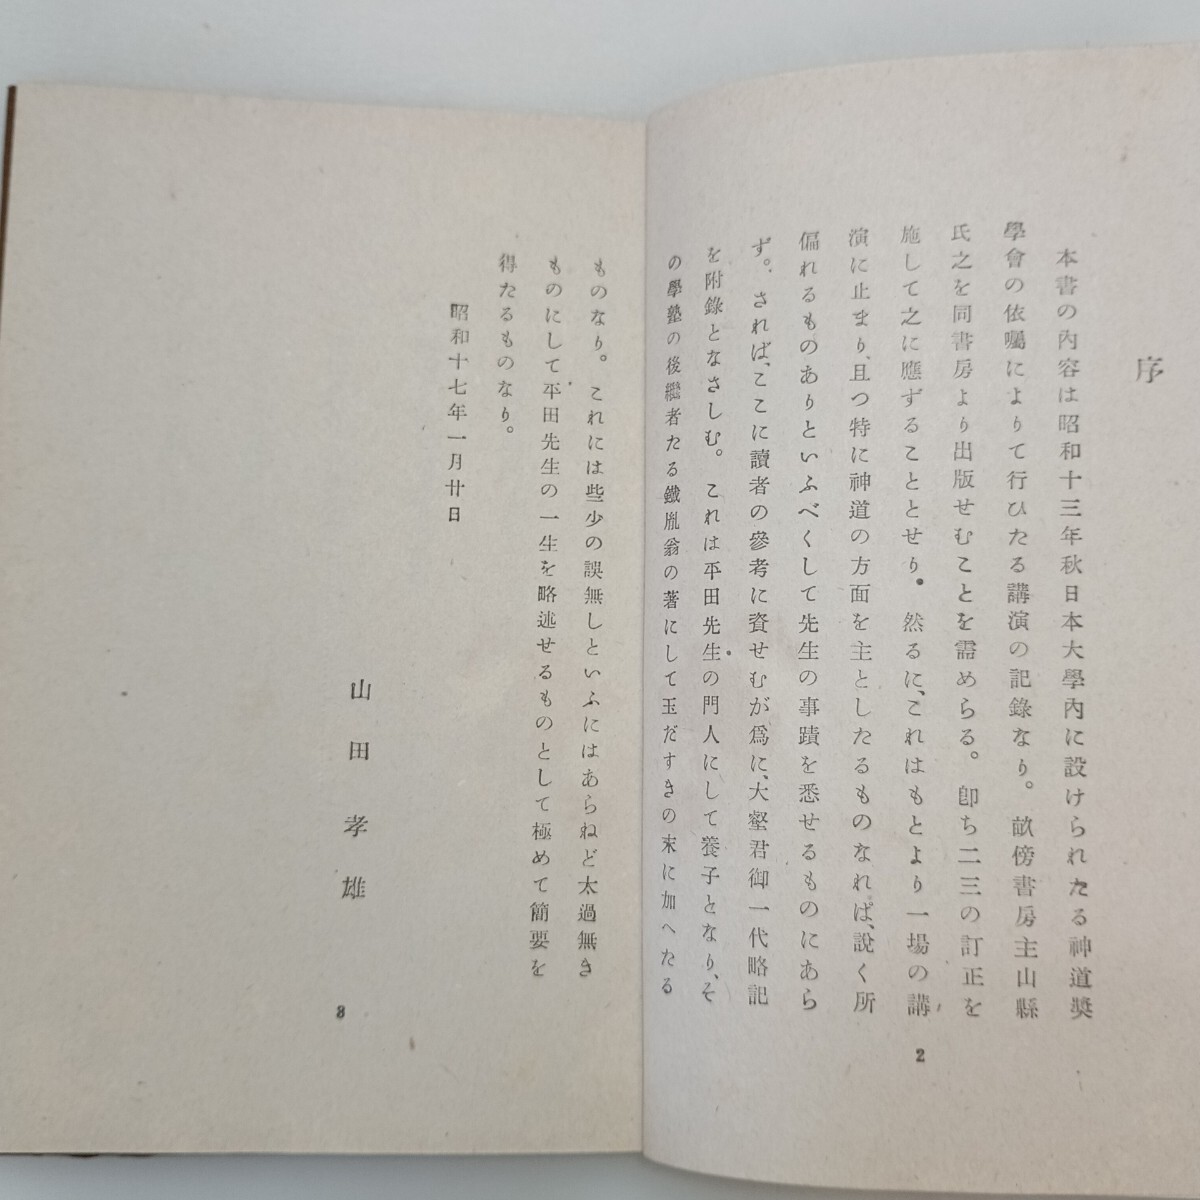 序
本書の內容は昭和十三年秋日本大學內に設けられたる神道奬
學會の依囑によりて行ひたる講演の記錄なり。畝傍書房主山縣
氏之を同書房より出版せむことを需めらる。卽ち二三の訂正を
施して之に應ずることとせり。然るに、これはもとより一場の講
演に止まり、且つ特に神道の方面を主としたるものなれば、說く所
偏れるものありといふべくして先生の事蹟を悉せるものにあら
ず。されば、ここに讀者の參考に資せむが爲に、大壑君御一代略記
を附錄となさしむ。これは平田先生の門人にして養子となり、そ
の學塾の後繼者たる鐵胤翁の著にして玉だすきの末に加へたる
2
ものなり。これには些少の誤無しといふにはあらねど太過無き
ものにして平田先生の一生を略述せるものとして極めて簡要を
得たるものなり。
昭和十七年一月廿日
山田孝雄
3